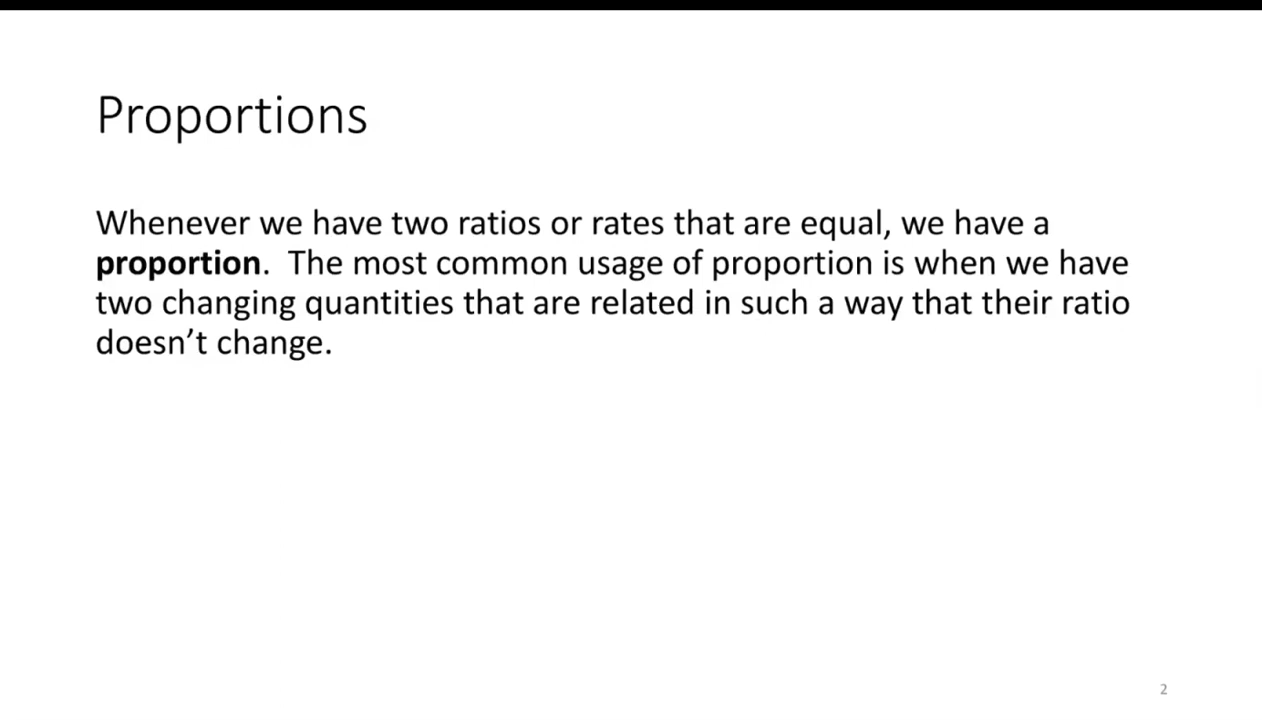 Proportions
Whenever we have two ratios or rates that are equal, we have a
proportion.  The most common usage of proportion is when we have
two changing quantities that are related in such a way that their ratio
doesn’t change.
2